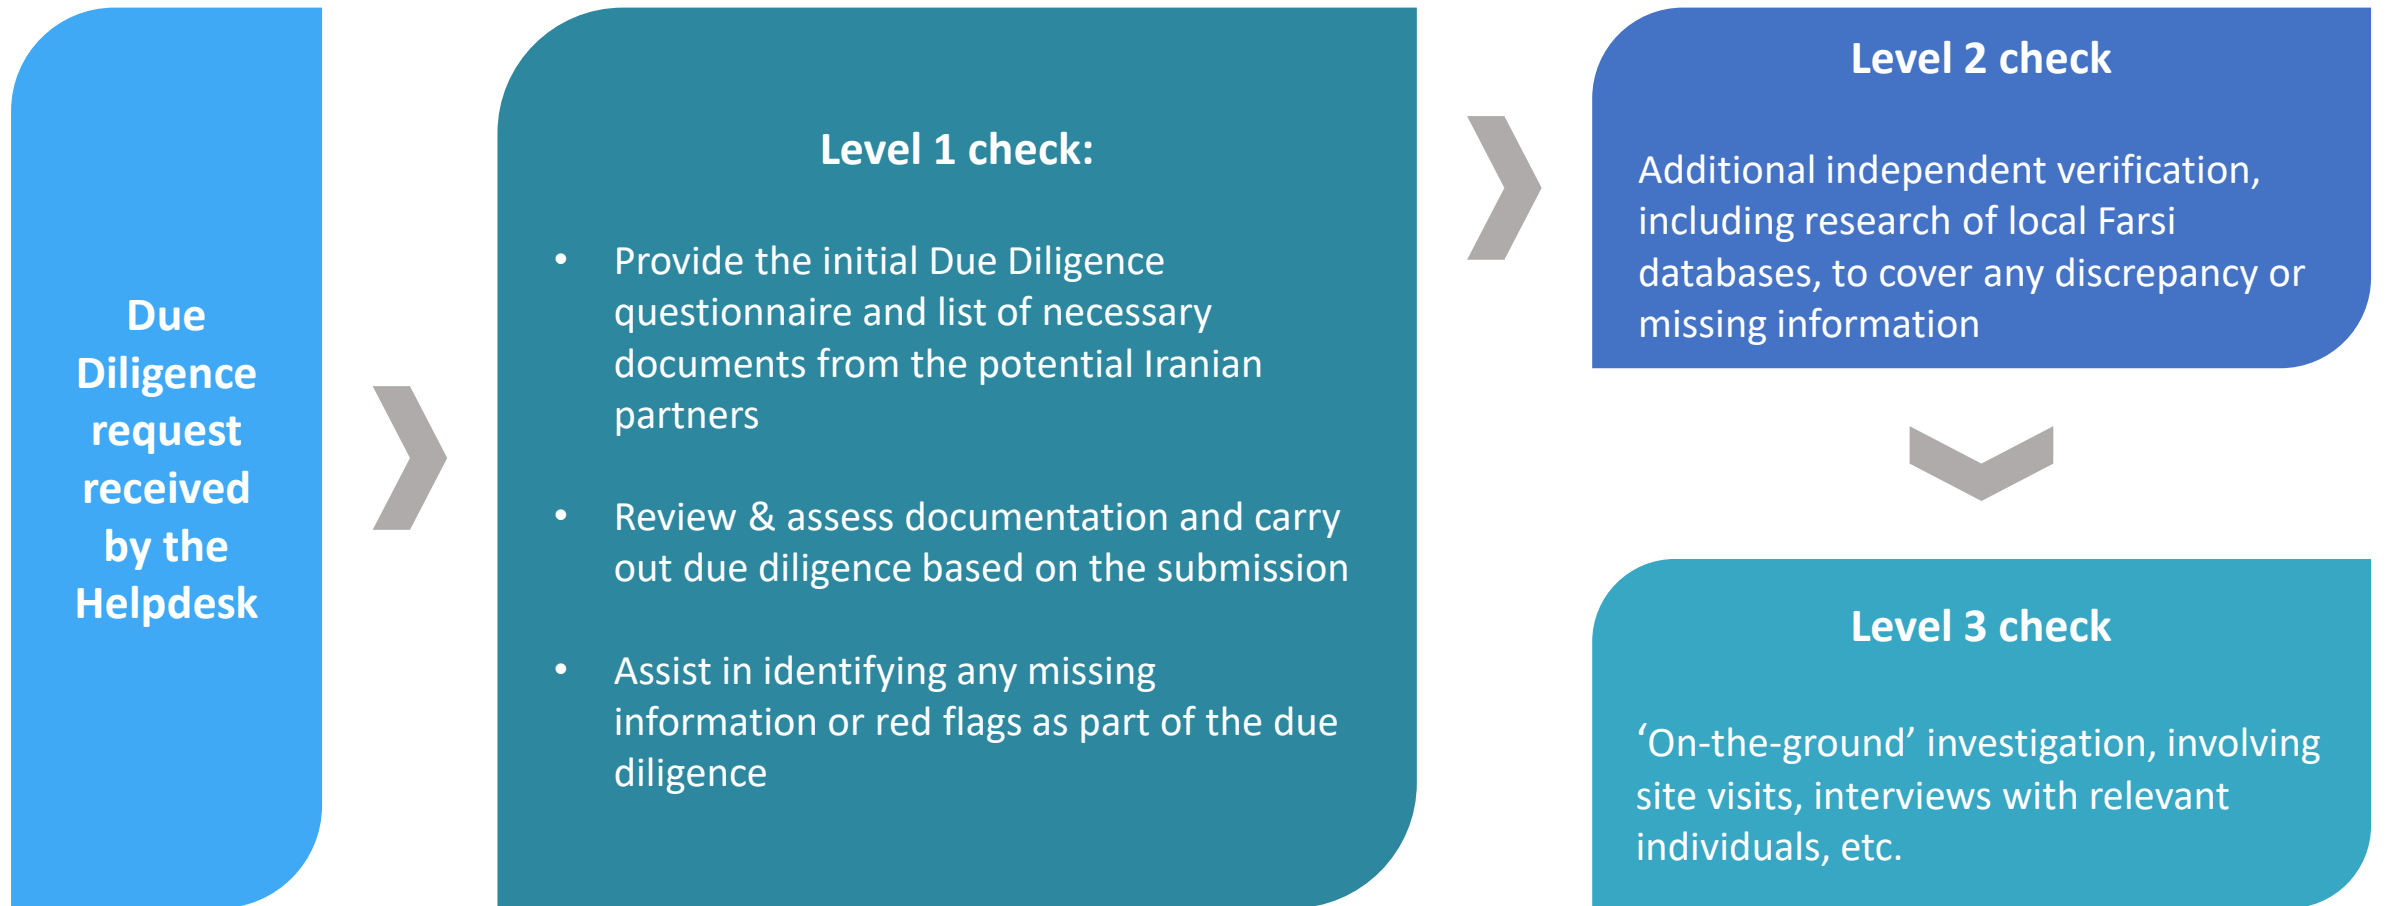 Due
Diligence
request
received
by the
Helpdesk
Level 1 check:
• Provide the initial Due Diligence
questionnaire and list of necessary
documents from the potential Iranian
partners
• Review & assess documentation and carry
out due diligence based on the submission
• Assist in identifying any missing
information or red flags as part of the due
diligence
Level 2 check
Additional independent verification,
including research of local Farsi
databases, to cover any discrepancy or
missing information
Level 3 check
‘On-the-ground’ investigation, involving
site visits, interviews with relevant
individuals, etc.